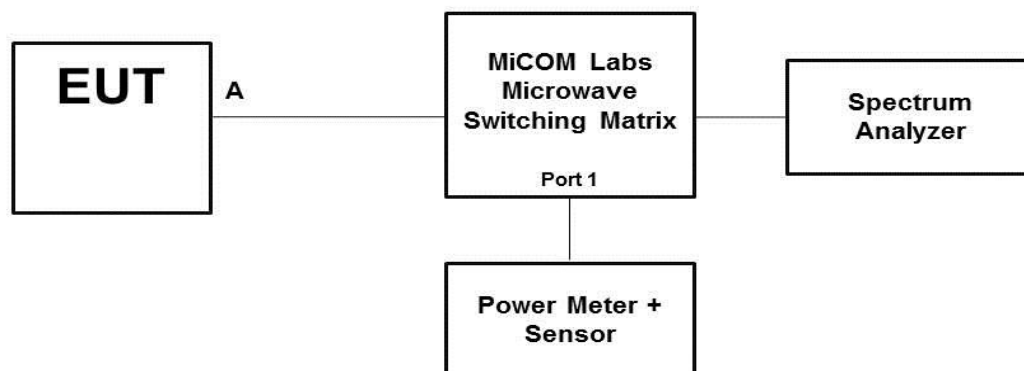 EUT
A
MiCOM Labs
Microwave
Switching Matrix
Port 1
Spectrum
Analyzer
Power Meter +
Sensor